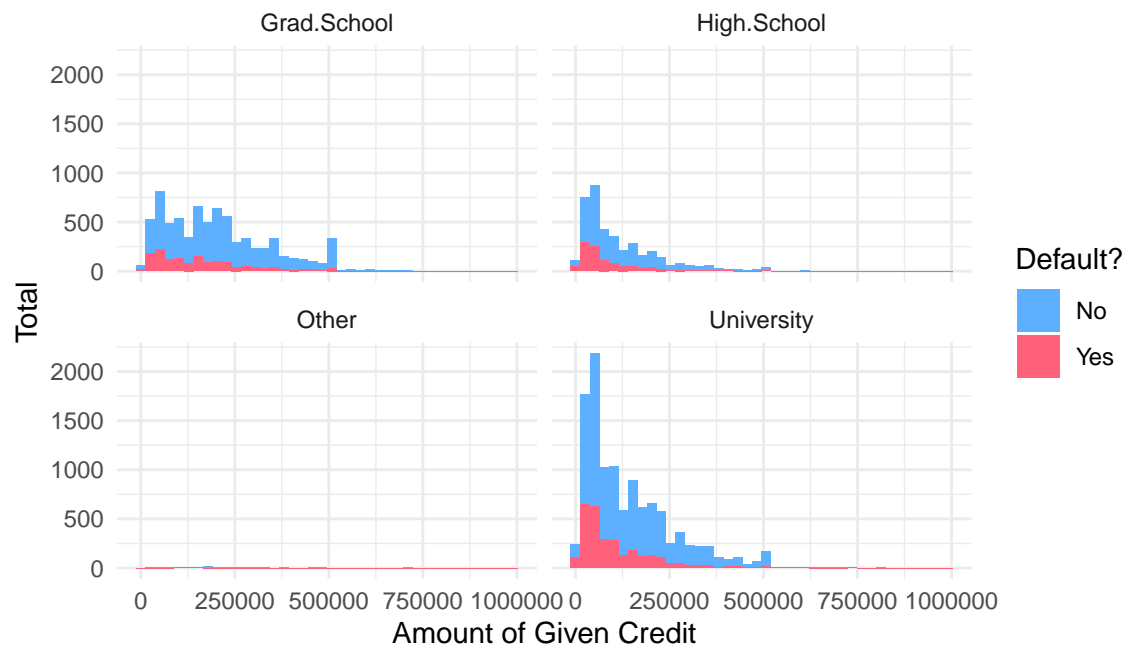 Grad.School
High.School
2000
1500
1000
500
0
Total
Other
University
2000
1500
1000
500
0
0 250000 500000 750000 1000000
0 250000 500000 750000 1000000
Amount of Given Credit
Default?
No
Yes